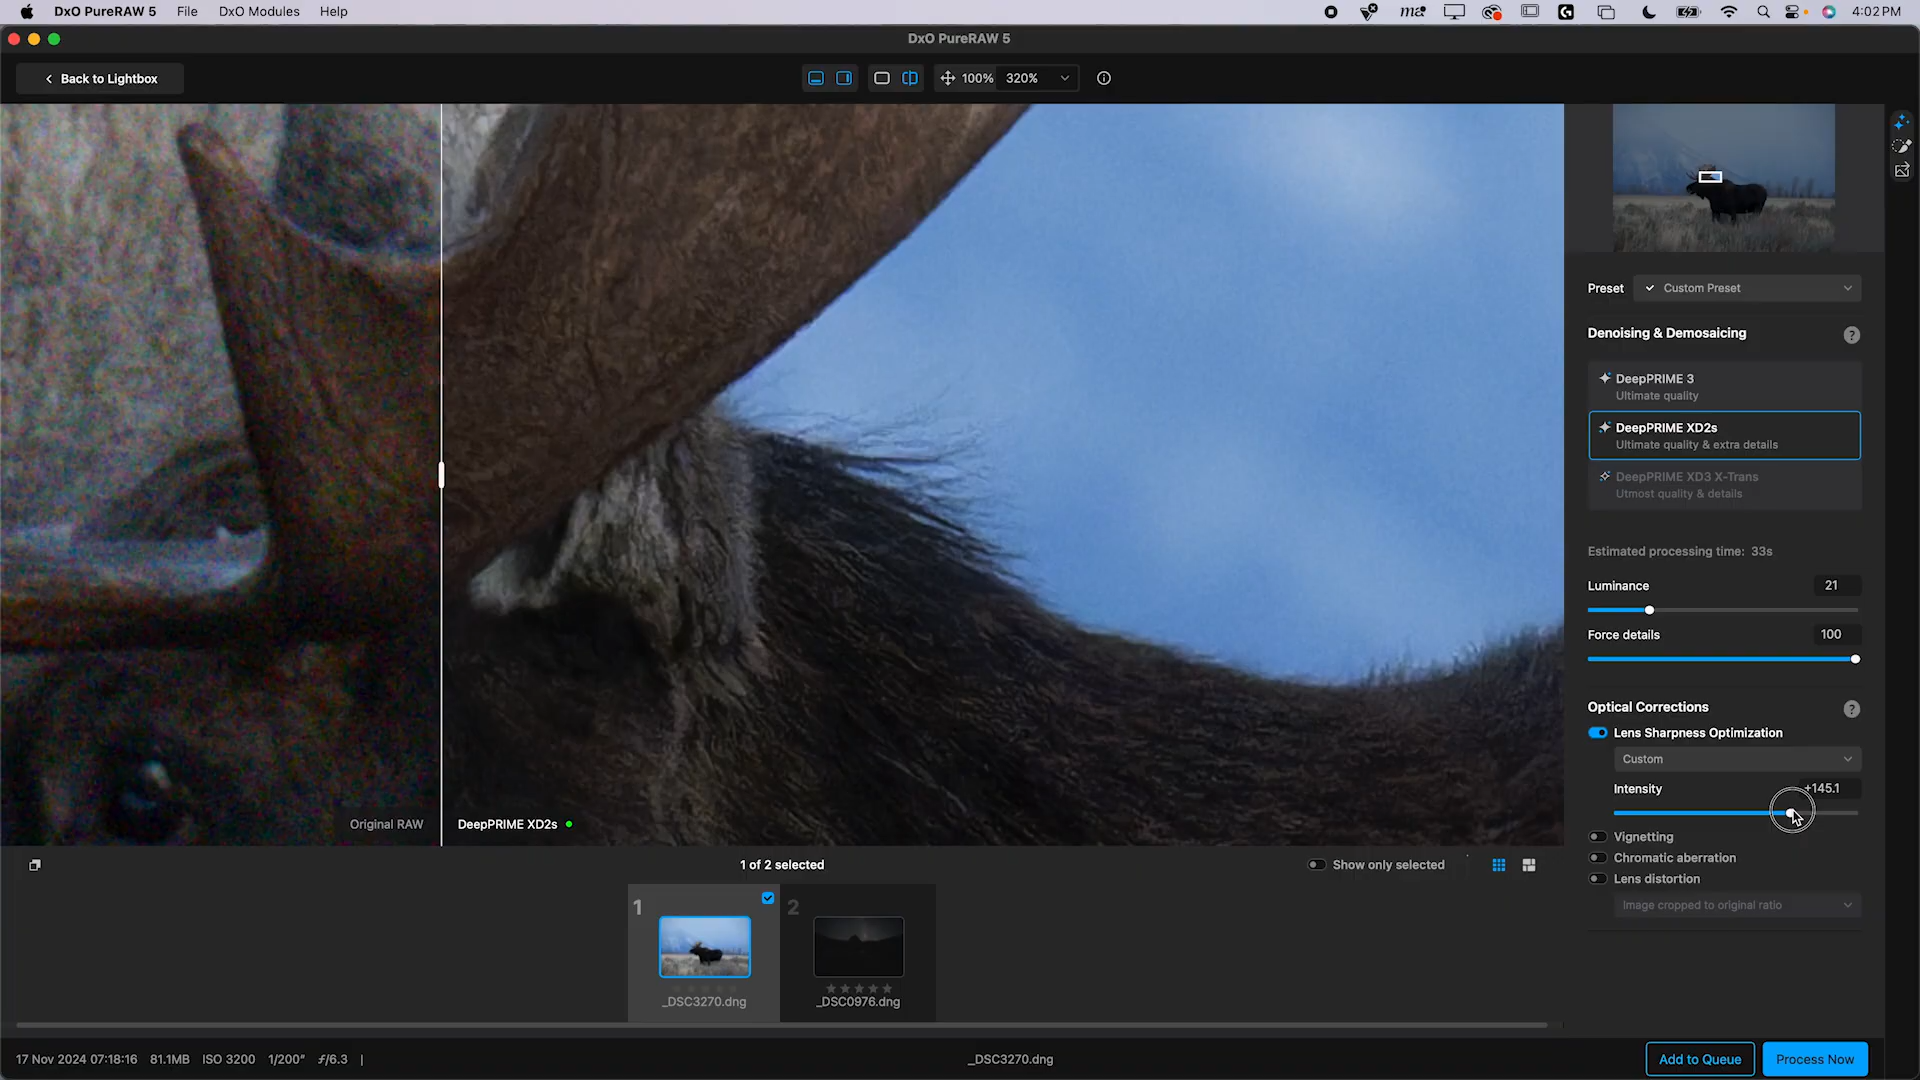 DxO PureRAW 5 File DxO Modules Help
ma 4:02 PM
DxO PureRAW 5
Back to Lightbox
100% 320%
Preset Custom Preset
Denoising & Demosaicing ?
DeepPRIME 3
Ultimate quality
DeepPRIME XD2s
Ultimate quality & extra details
DeepPRIME XD3 X-Trans
Utmost quality & details
Estimated processing time: 33s
Luminance 21
Force details 100
Optical Corrections ?
Lens Sharpness Optimization
Custom
Intensity +145.1
Vignetting
Chromatic aberration
Lens distortion
Image cropped to original ratio
Original RAW DeepPRIME XD2s
1 of 2 selected Show only selected
1 2
_DSC3270.dng _DSC0976.dng
17 Nov 2024 07:18:16 81.1MB ISO 3200 1/200" f/6.3 | _DSC3270.dng Add to Queue Process Now